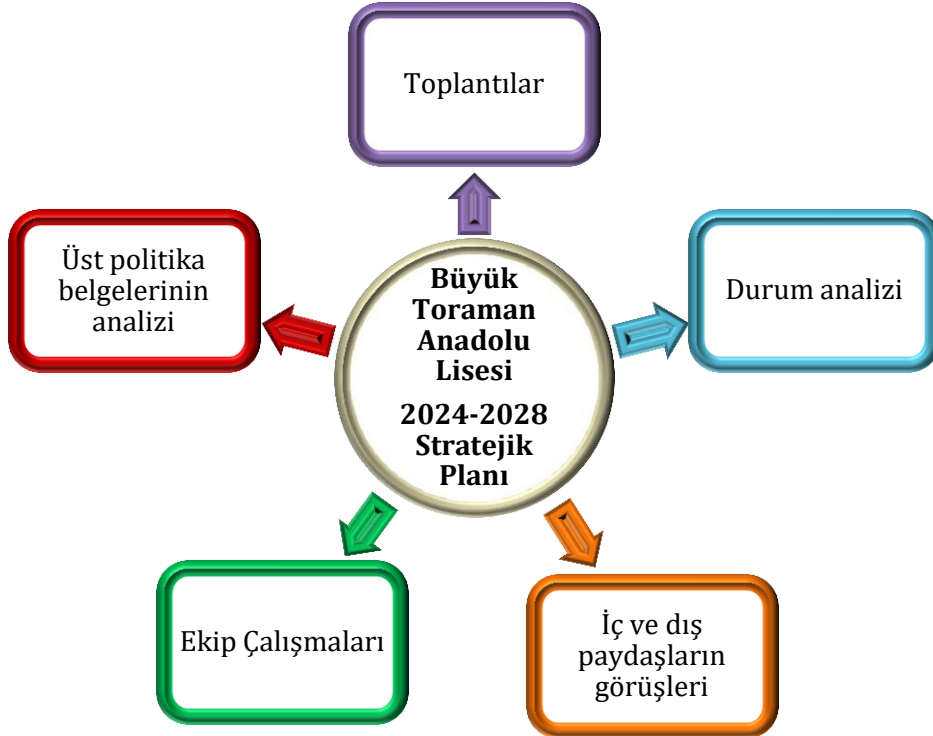 Toplantılar
Üst politika
belgelerinin
analizi
Büyük
Toraman
Anadolu
Lisesi
2024-2028
Stratejik
Planı
Durum analizi
Ekip Çalışmaları
İç ve dış
paydaşların
görüşleri